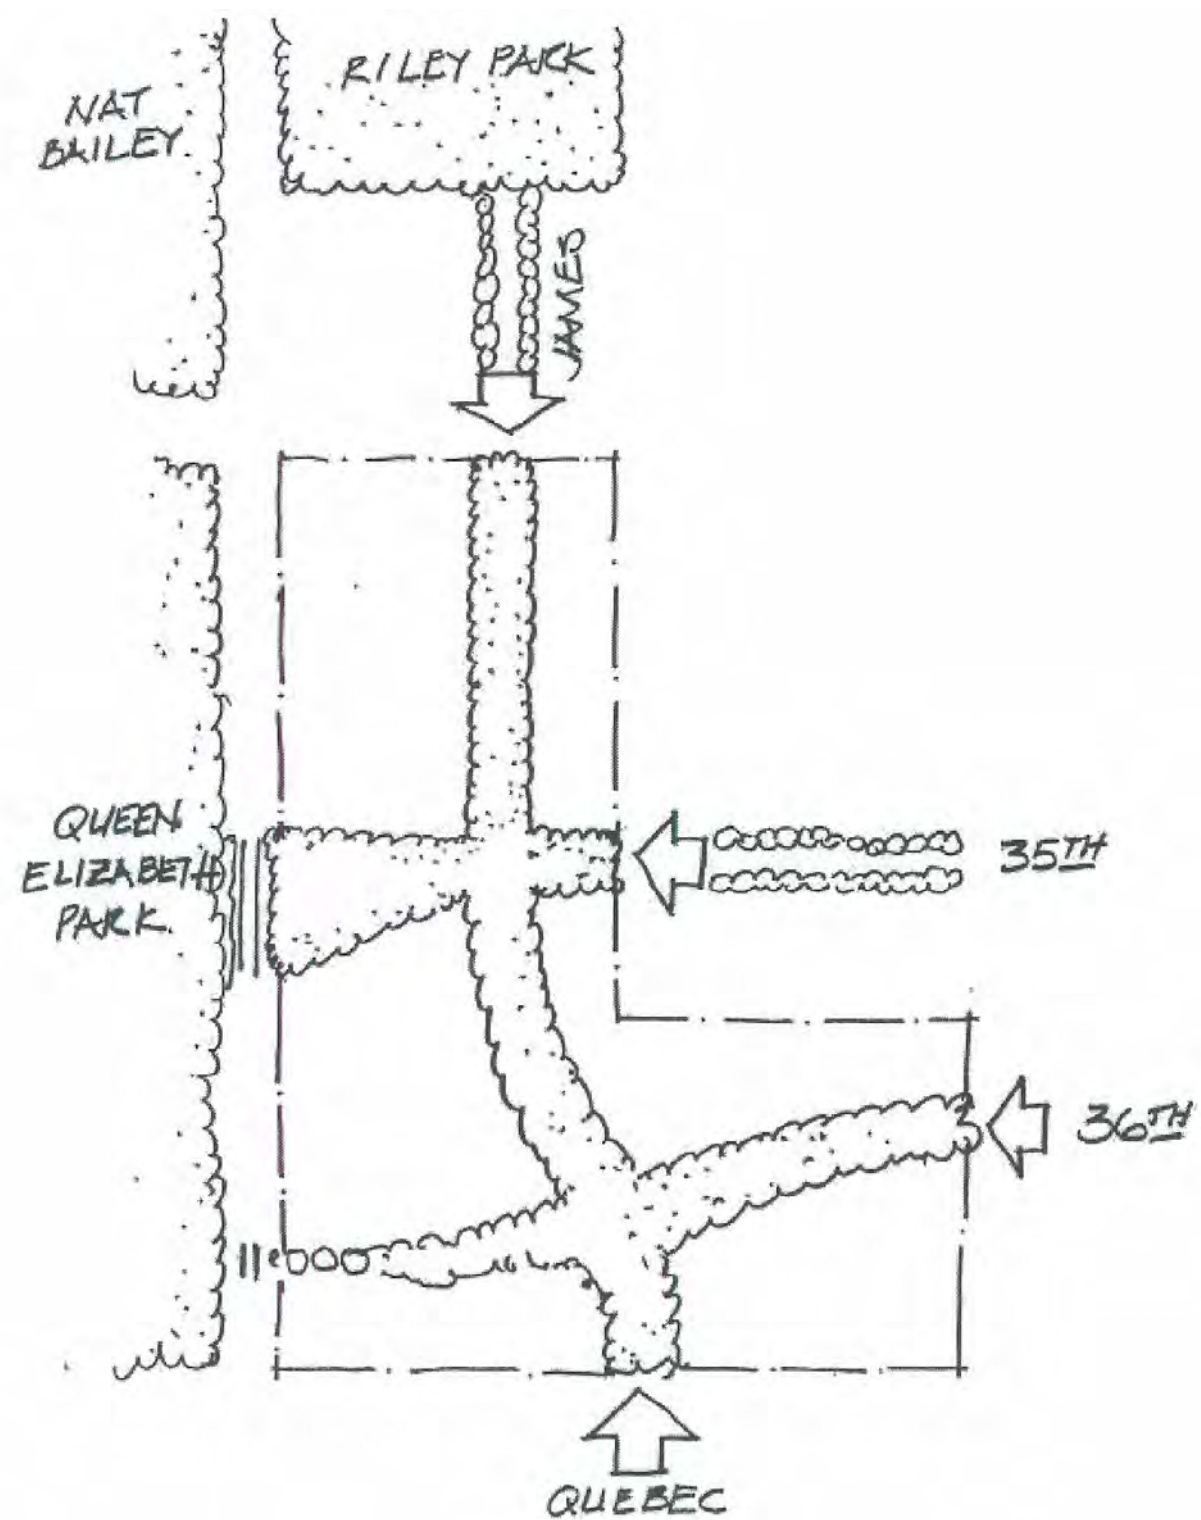 RILEY PARK
NAT
BAILEY
JAMES
QUEEN
ELIZABETH
PARK
35TH
36TH
QUEBEC